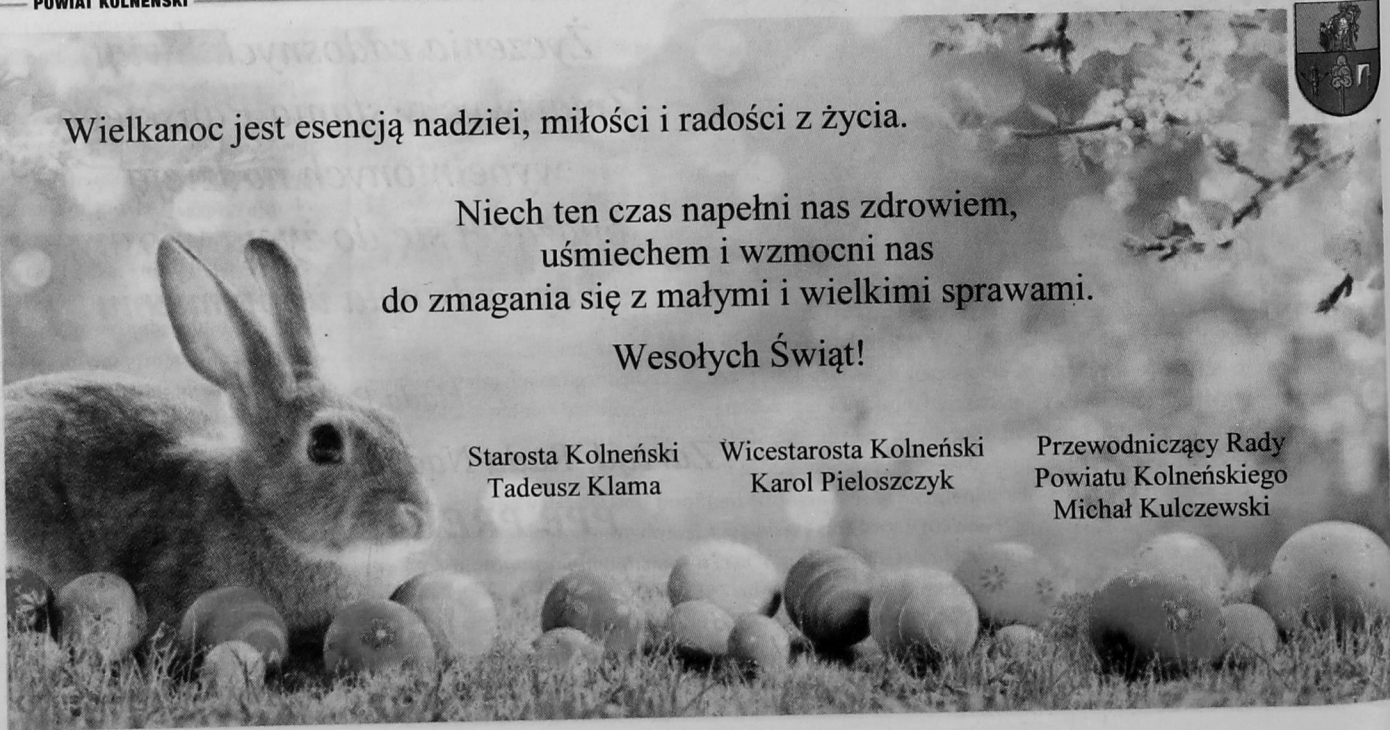 POWIAT KOLNEŃSKI
Wielkanoc jest esencją nadziei, miłości i radości z życia.
Niech ten czas napełni nas zdrowiem,
uśmiechem i wzmocni nas
do zmagania się z małymi i wielkimi sprawami.
Wesołych Świąt!
Starosta Kolneński
Tadeusz Klama
Wicestarosta Kolneński
Karol Pieloszczyk
Przewodniczący Rady
Powiatu Kolneńskiego
Michał Kulczewski